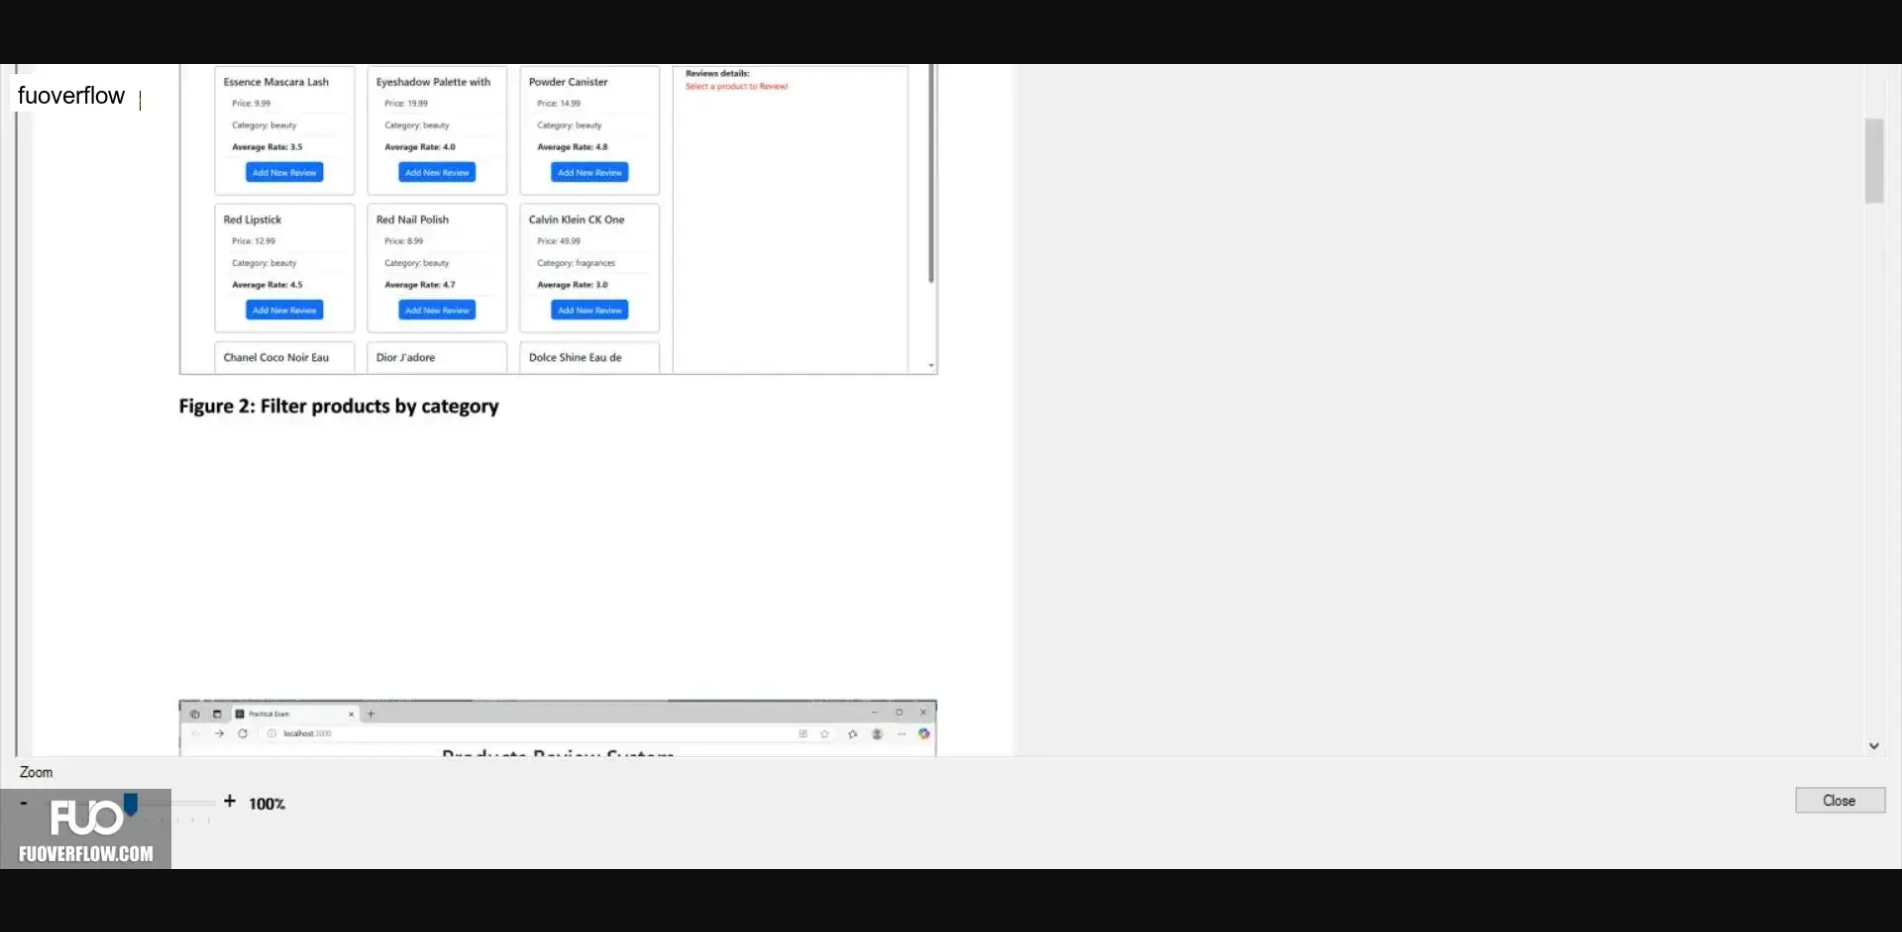 fuoverflow
Essence Mascara Lash
Price: 9.99
Category: beauty
Average Rate: 3.5
Add New Review
Eyeshadow Palette with
Price: 19.99
Category: beauty
Average Rate: 4.0
Add New Review
Powder Canister
Price: 14.99
Category: beauty
Average Rate: 4.8
Add New Review
Reviews details:
Select a product to Review!
Red Lipstick
Price: 12.99
Category: beauty
Average Rate: 4.5
Add New Review
Red Nail Polish
Price: 8.99
Category: beauty
Average Rate: 4.7
Add New Review
Calvin Klein CK One
Price: 49.99
Category: fragrances
Average Rate: 3.0
Add New Review
Chanel Coco Noir Eau
Dior J'adore
Dolce Shine Eau de
Figure 2: Filter products by category
Practical Exam
localhost:3000
Products Review System
Zoom
- + 100%
Close
FUO
FUOVERFLOW.COM